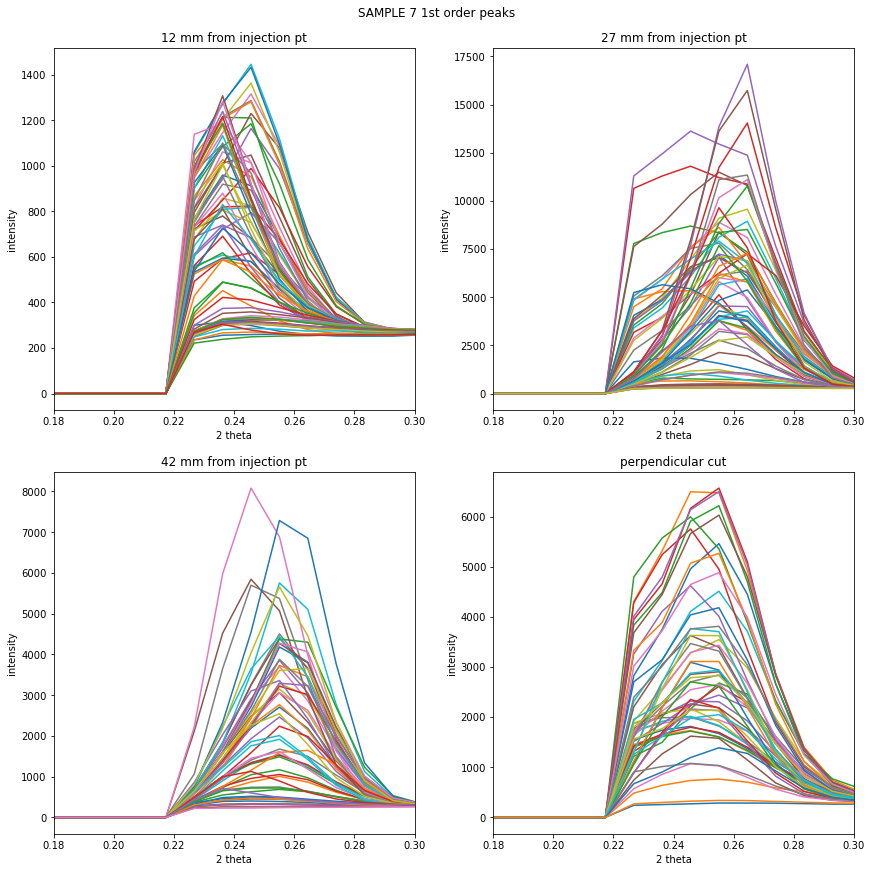 SAMPLE 7 1st order peaks
12 mm from injection pt
1400
1200
1000
800
600
400
200
0
intensity
0.18 0.20 0.22 0.24 0.26 0.28 0.30
2 theta
27 mm from injection pt
17500
15000
12500
10000
7500
5000
2500
0
intensity
0.18 0.20 0.22 0.24 0.26 0.28 0.30
2 theta
42 mm from injection pt
8000
7000
6000
5000
4000
3000
2000
1000
0
intensity
0.18 0.20 0.22 0.24 0.26 0.28 0.30
2 theta
perpendicular cut
6000
5000
4000
3000
2000
1000
0
intensity
0.18 0.20 0.22 0.24 0.26 0.28 0.30
2 theta